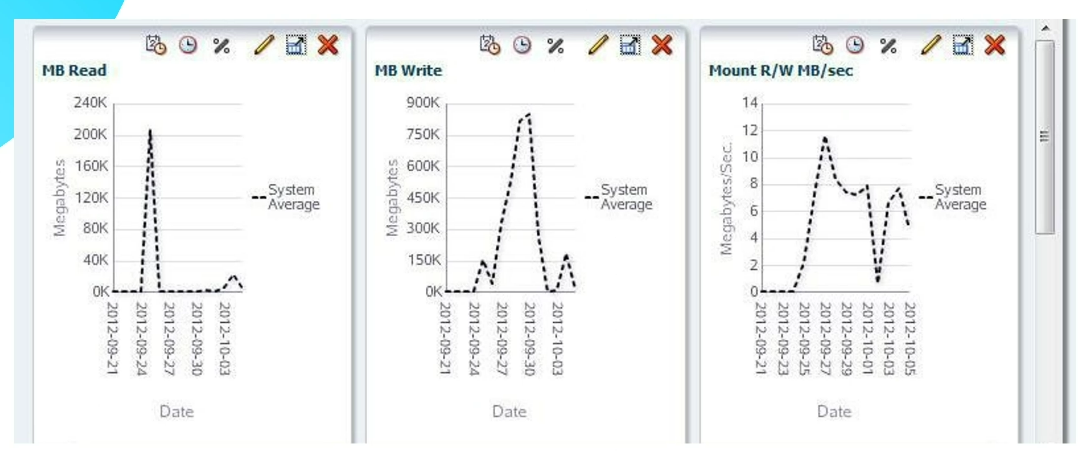 MB Read
240K
200K
160K
120K
80K
40K
0K
Megabytes
System
Average
2012-09-21
2012-09-24
2012-09-27
2012-09-30
2012-10-03
Date
MB Write
900K
750K
600K
450K
300K
150K
0K
Megabytes
System
Average
2012-09-21
2012-09-24
2012-09-27
2012-09-30
2012-10-03
Date
Mount R/W MB/sec
14
12
10
8
6
4
2
0
Megabytes/Sec.
System
Average
2012-09-21
2012-09-23
2012-09-25
2012-09-27
2012-09-29
2012-10-01
2012-10-03
2012-10-05
Date